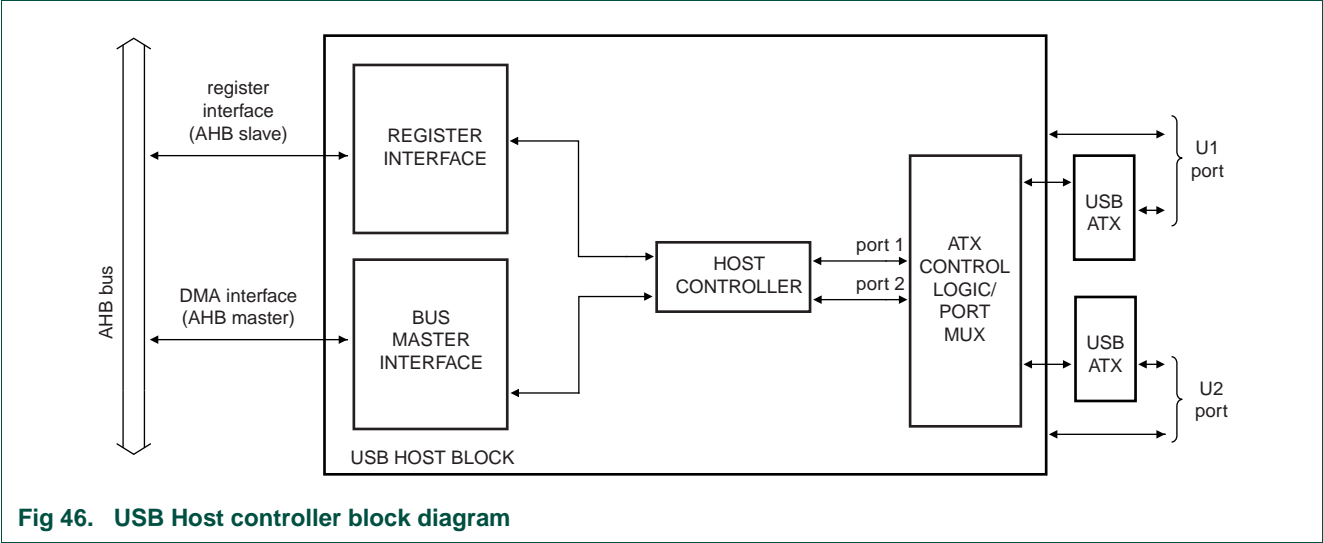 register
interface
(AHB slave)
REGISTER
INTERFACE
AHB bus
DMA interface
(AHB master)
BUS
MASTER
INTERFACE
USB HOST BLOCK
HOST
CONTROLLER
port 1
port 2
ATX
CONTROL
LOGIC/
PORT
MUX
USB
ATX
U1
port
USB
ATX
U2
port
Fig 46. USB Host controller block diagram